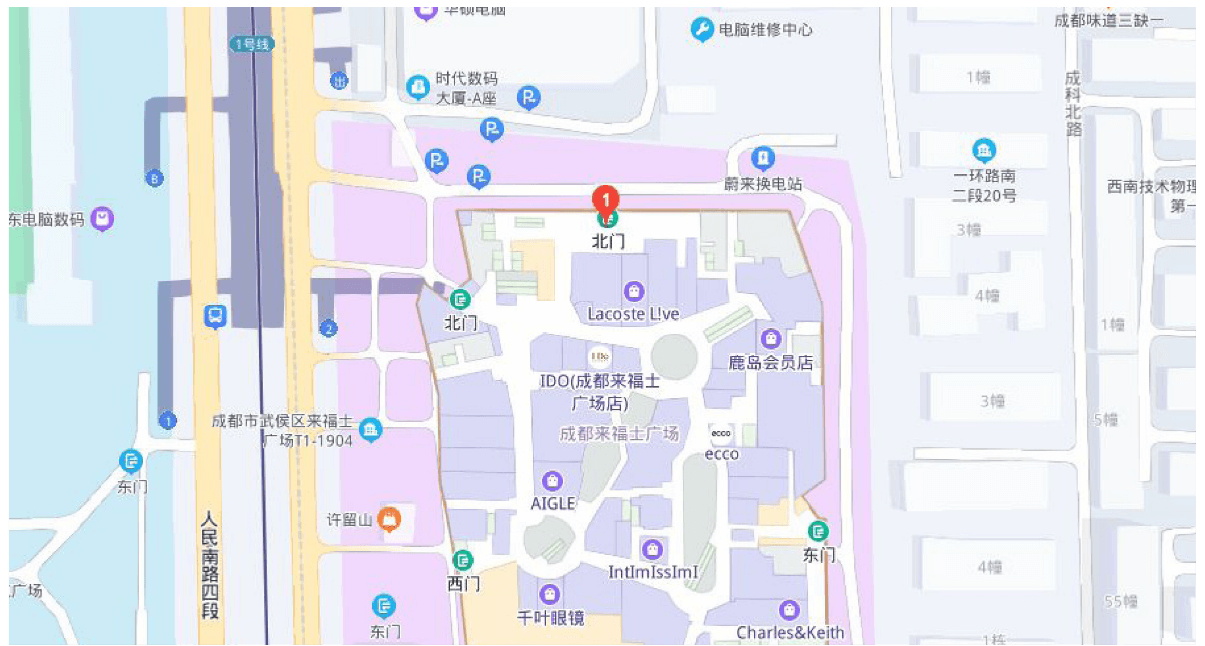 华硕电脑
成都味道三缺一
电脑维修中心
1号线
出
时代数码
大厦-A座
P
P
P
P
1幢
成科北路
蔚来换电站
一环路南
二段20号
西南技术物理
第一
B
东电脑数码
1
北门
3幢
4幢
北门
Lacoste L!ve
2
1幢
鹿岛会员店
IDo
IDO(成都来福士
广场店)
3幢
成都市武侯区来福士
广场T1-1904
1
成都来福士广场
ecco
ecco
5幢
东门
AIGLE
许留山
人民南路四段
东门
西门
IntImIssImI
4幢
广场
千叶眼镜
55幢
东门
Charles&Keith
1栋